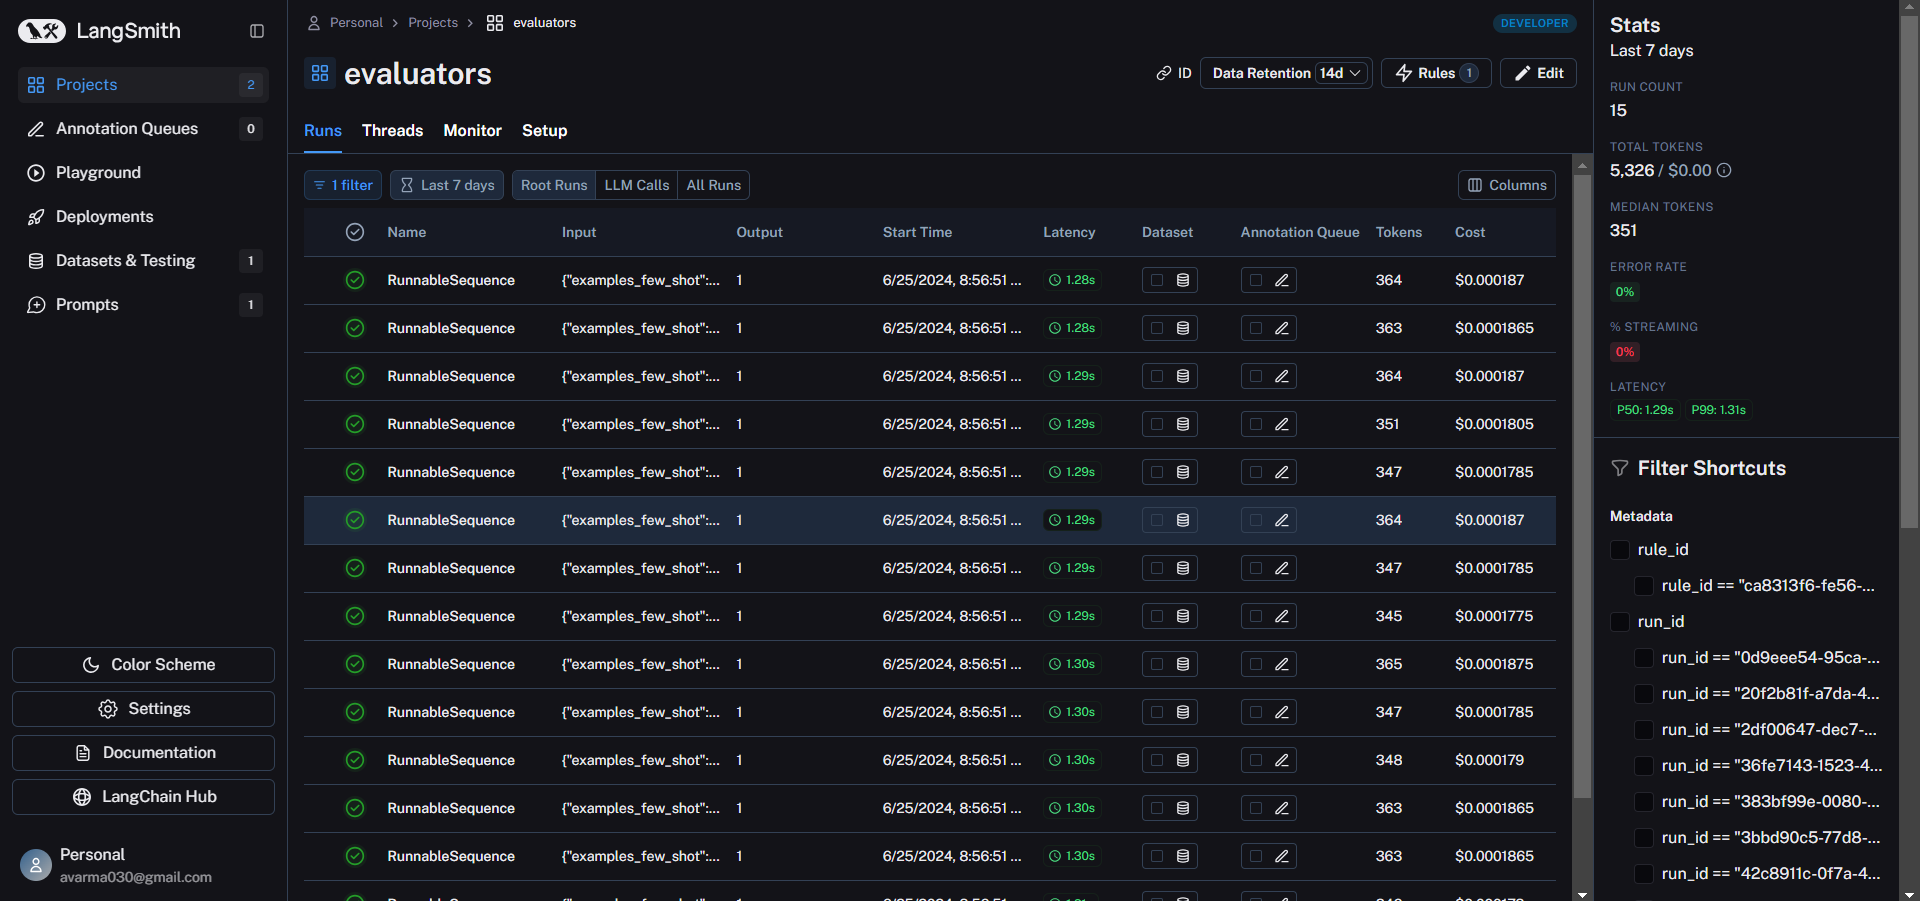 LangSmith
Projects 2
Annotation Queues 0
Playground
Deployments
Datasets & Testing 1
Prompts 1
Color Scheme
Settings
Documentation
LangChain Hub
Personal
avarma030@gmail.com
Personal > Projects > evaluators
DEVELOPER
evaluators
ID
Data Retention 14d
Rules 1
Edit
Runs Threads Monitor Setup
1 filter Last 7 days Root Runs LLM Calls All Runs Columns
Name Input Output Start Time Latency Dataset Annotation Queue Tokens Cost
RunnableSequence {"examples_few_shot":... 1 6/25/2024, 8:56:51 ... 1.28s 364 $0.000187
RunnableSequence {"examples_few_shot":... 1 6/25/2024, 8:56:51 ... 1.28s 363 $0.0001865
RunnableSequence {"examples_few_shot":... 1 6/25/2024, 8:56:51 ... 1.29s 364 $0.000187
RunnableSequence {"examples_few_shot":... 1 6/25/2024, 8:56:51 ... 1.29s 351 $0.0001805
RunnableSequence {"examples_few_shot":... 1 6/25/2024, 8:56:51 ... 1.29s 347 $0.0001785
RunnableSequence {"examples_few_shot":... 1 6/25/2024, 8:56:51 ... 1.29s 364 $0.000187
RunnableSequence {"examples_few_shot":... 1 6/25/2024, 8:56:51 ... 1.29s 347 $0.0001785
RunnableSequence {"examples_few_shot":... 1 6/25/2024, 8:56:51 ... 1.29s 345 $0.0001775
RunnableSequence {"examples_few_shot":... 1 6/25/2024, 8:56:51 ... 1.30s 365 $0.0001875
RunnableSequence {"examples_few_shot":... 1 6/25/2024, 8:56:51 ... 1.30s 347 $0.0001785
RunnableSequence {"examples_few_shot":... 1 6/25/2024, 8:56:51 ... 1.30s 348 $0.000179
RunnableSequence {"examples_few_shot":... 1 6/25/2024, 8:56:51 ... 1.30s 363 $0.0001865
RunnableSequence {"examples_few_shot":... 1 6/25/2024, 8:56:51 ... 1.30s 363 $0.0001865
Stats
Last 7 days
RUN COUNT
15
TOTAL TOKENS
5,326 / $0.00
MEDIAN TOKENS
351
ERROR RATE
0%
% STREAMING
0%
LATENCY
P50: 1.29s P99: 1.31s
Filter Shortcuts
Metadata
rule_id
rule_id == "ca8313f6-fe56-...
run_id
run_id == "0d9eee54-95ca-...
run_id == "20f2b81f-a7da-4...
run_id == "2df00647-dec7-...
run_id == "36fe7143-1523-4...
run_id == "383bf99e-0080-...
run_id == "3bbd90c5-77d8-...
run_id == "42c8911c-0f7a-4...